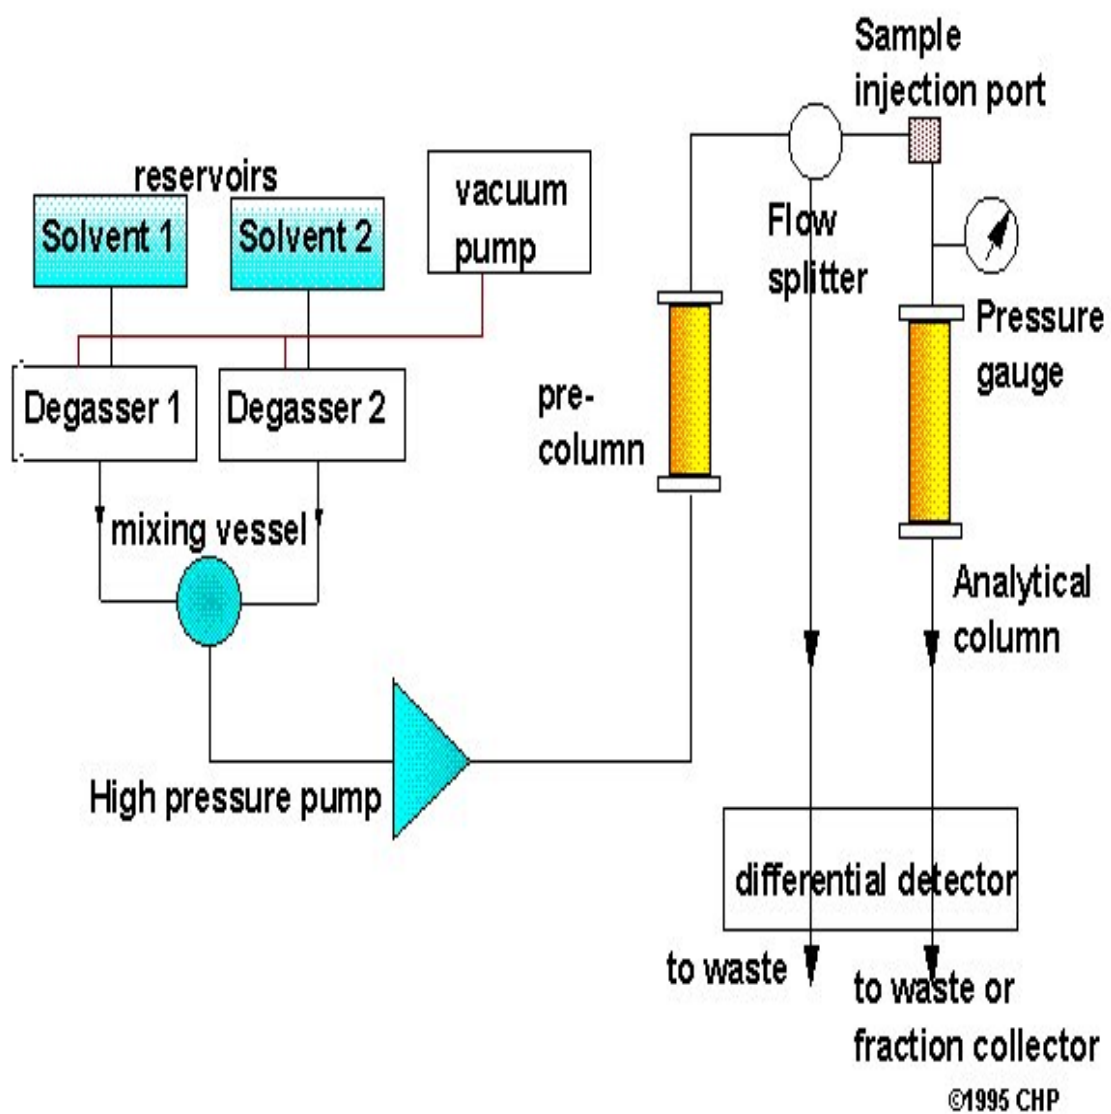 Sample
injection port
reservoirs
Solvent 1
Solvent 2
vacuum
pump
Flow
splitter
Pressure
gauge
Degasser 1
Degasser 2
pre-
column
mixing vessel
Analytical
column
High pressure pump
differential detector
to waste
to waste or
fraction collector
©1995 CHP